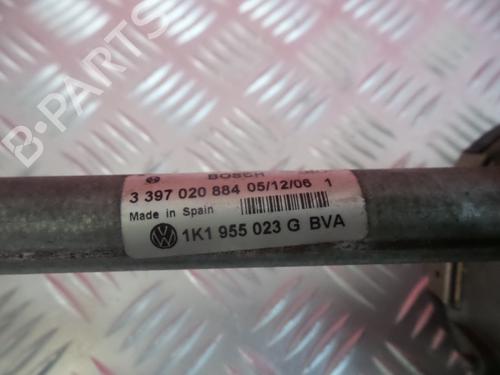 BOSCH
3 397 020 884 05/12/06 1
Made in Spain
1K1 955 023 G BVA
B-Parts